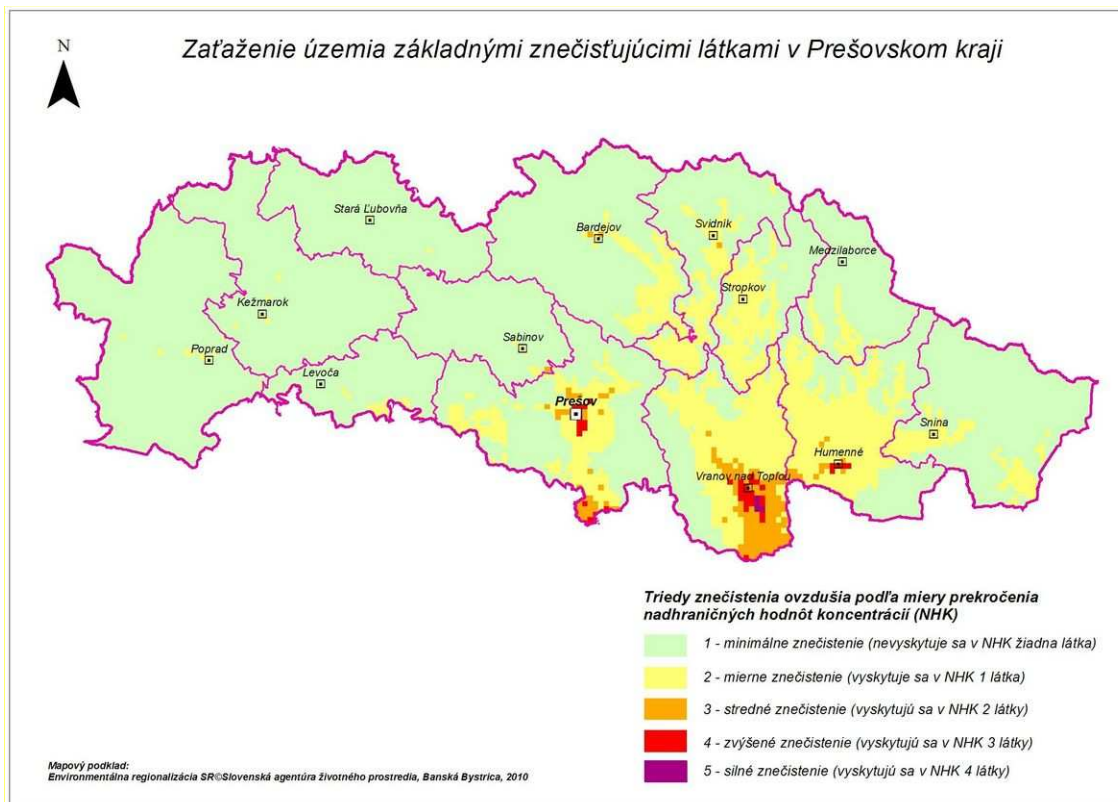 N
Zaťaženie územia základnými znečisťujúcimi látkami v Prešovskom kraji
Stará Ľubovňa
Bardejov
Svidník
Medzilaborce
Stropkov
Kežmarok
Sabinov
Poprad
Levoča
Prešov
Snina
Humenné
Vranov nad Topľou
Triedy znečistenia ovzdušia podľa miery prekročenia
nadhraničných hodnôt koncentrácií (NHK)
1 - minimálne znečistenie (nevyskytuje sa v NHK žiadna látka)
2 - mierne znečistenie (vyskytuje sa v NHK 1 látka)
3 - stredné znečistenie (vyskytujú sa v NHK 2 látky)
4 - zvýšené znečistenie (vyskytujú sa v NHK 3 látky)
5 - silné znečistenie (vyskytujú sa v NHK 4 látky)
Mapový podklad:
Environmentálna regionalizácia SR©Slovenská agentúra životného prostredia, Banská Bystrica, 2010